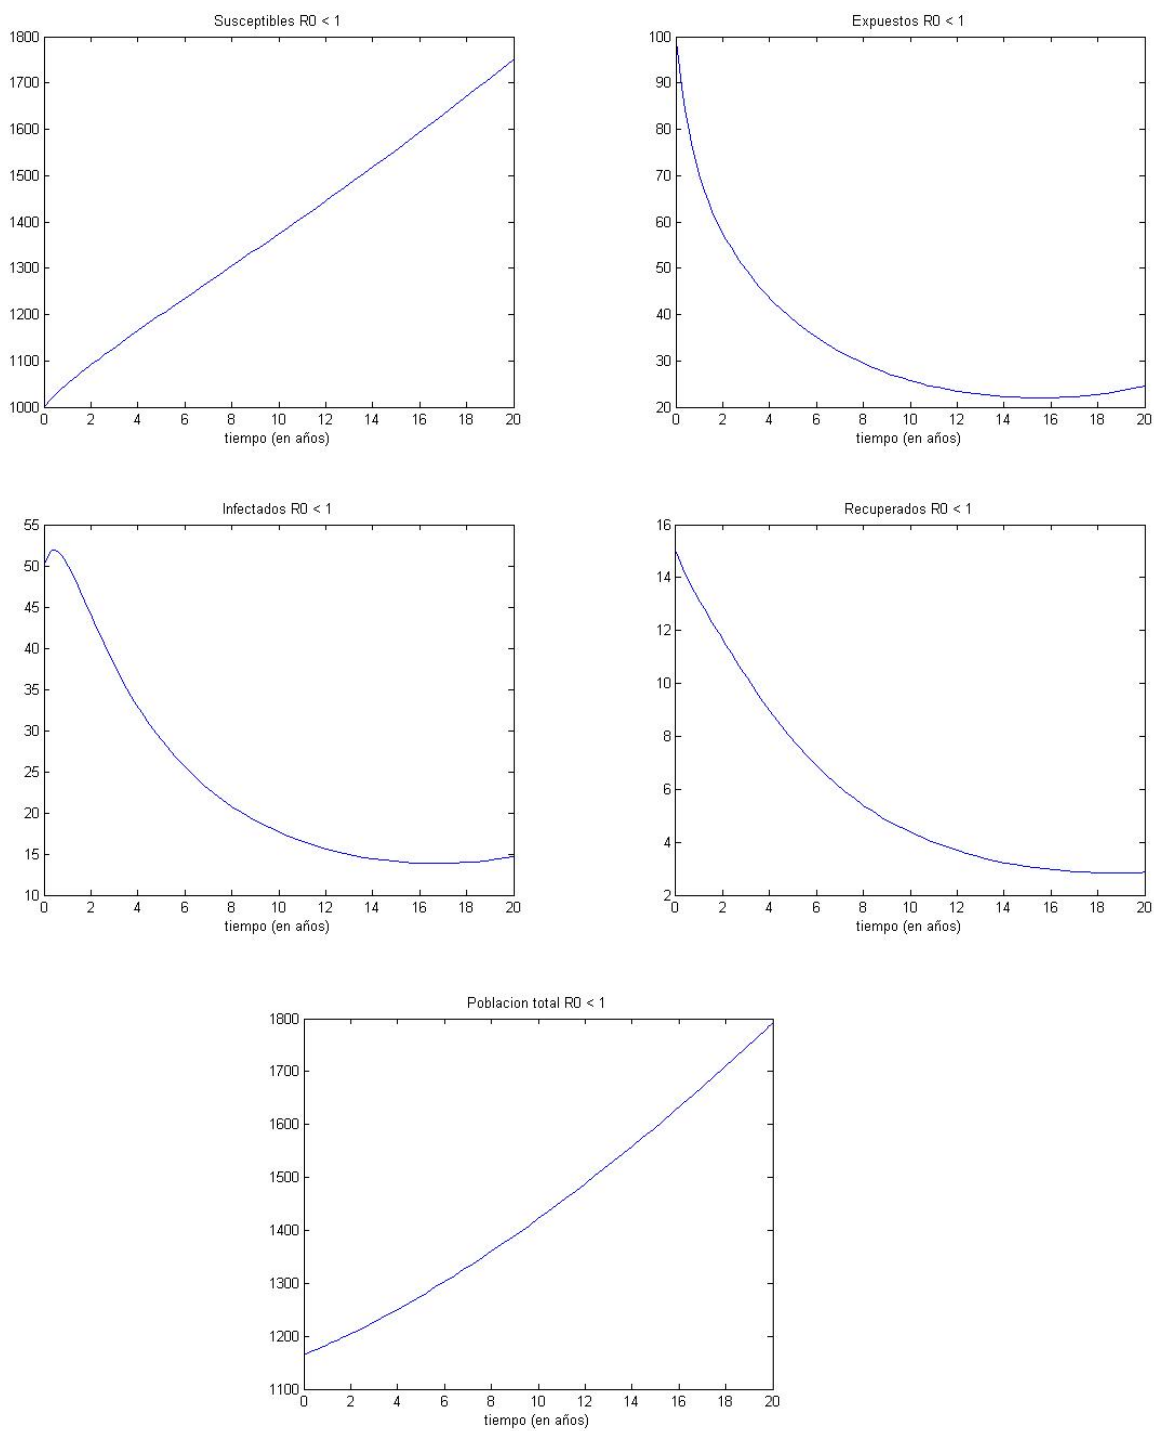 Susceptibles R0 < 1
1800
1700
1600
1500
1400
1300
1200
1100
1000
0 2 4 6 8 10 12 14 16 18 20
tiempo (en años)
Expuestos R0 < 1
100
90
80
70
60
50
40
30
20
0 2 4 6 8 10 12 14 16 18 20
tiempo (en años)
Infectados R0 < 1
55
50
45
40
35
30
25
20
15
10
0 2 4 6 8 10 12 14 16 18 20
tiempo (en años)
Recuperados R0 < 1
16
14
12
10
8
6
4
2
0 2 4 6 8 10 12 14 16 18 20
tiempo (en años)
Poblacion total R0 < 1
1800
1700
1600
1500
1400
1300
1200
1100
0 2 4 6 8 10 12 14 16 18 20
tiempo (en años)